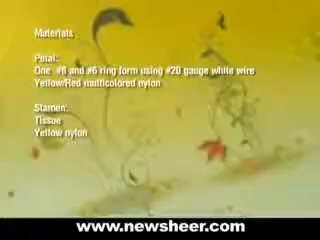 Materials
Petal:
One #8 and #6 ring form using #20 gauge white wire
Yellow/Red multicolored nylon
Stamen:
Tissue
Yellow nylon
www.newsheer.com